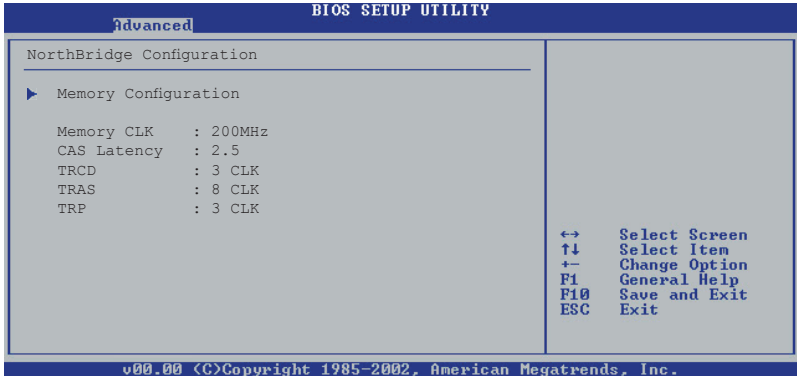 BIOS SETUP UTILITY
Advanced
NorthBridge Configuration
Memory Configuration
Memory CLK : 200MHz
CAS Latency : 2.5
TRCD : 3 CLK
TRAS : 8 CLK
TRP : 3 CLK
↔ Select Screen
↑↓ Select Item
+- Change Option
F1 General Help
F10 Save and Exit
ESC Exit
v00.00 (C)Copyright 1985-2002, American Megatrends, Inc.